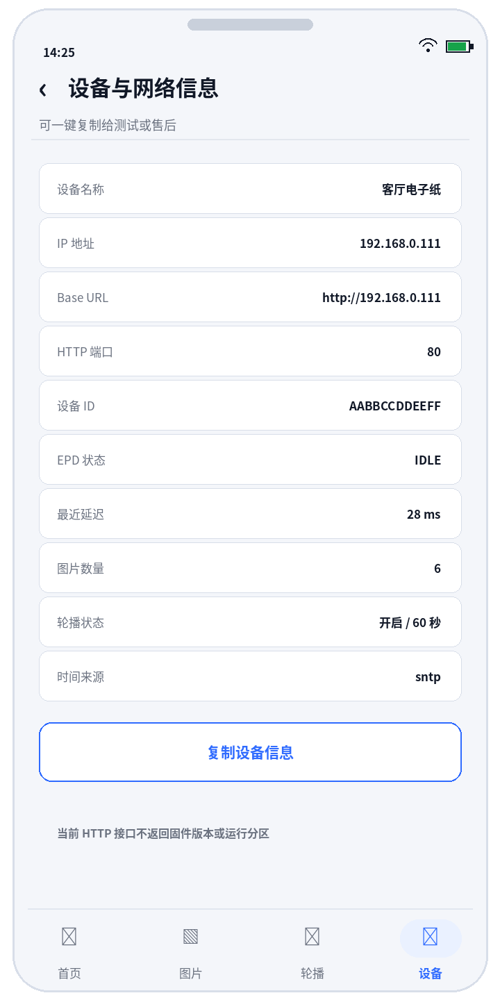 14:25
‹ 设备与网络信息
可一键复制给测试或售后
设备名称 客厅电子纸
IP 地址 192.168.0.111
Base URL http://192.168.0.111
HTTP 端口 80
设备 ID AABBCCDDEEFF
EPD 状态 IDLE
最近延迟 28 ms
图片数量 6
轮播状态 开启 / 60 秒
时间来源 sntp
复制设备信息
当前 HTTP 接口不返回固件版本或运行分区
首页 图片 轮播 设备